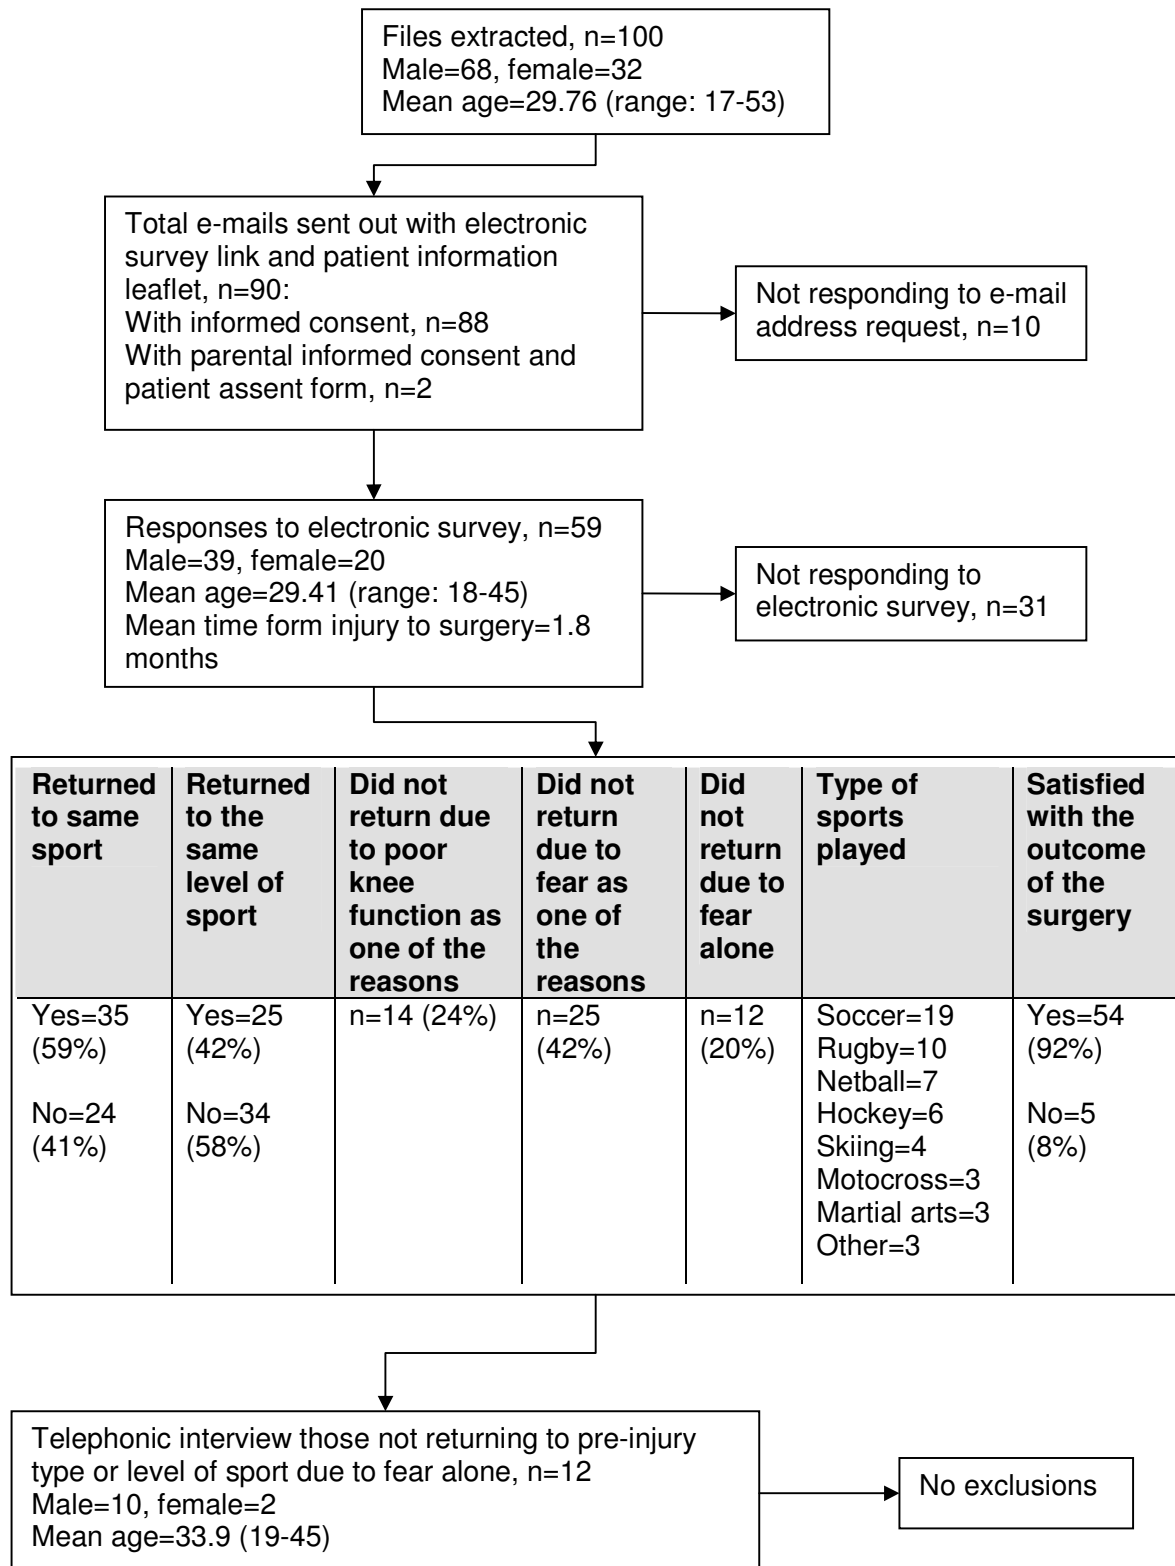 Files extracted, n=100
Male=68, female=32
Mean age=29.76 (range: 17-53)
Total e-mails sent out with electronic
survey link and patient information
leaflet, n=90:
With informed consent, n=88
With parental informed consent and
patient assent form, n=2
Not responding to e-mail
address request, n=10
Responses to electronic survey, n=59
Male=39, female=20
Mean age=29.41 (range: 18-45)
Mean time form injury to surgery=1.8
months
Not responding to
electronic survey, n=31
Returned
to same
sport
Returned
to the
same
level of
sport
Did not
return due
to poor
knee
function as
one of the
reasons
Did not
return
due to
fear as
one of
the
reasons
Did
not
return
due to
fear
alone
Type of
sports
played
Satisfied
with the
outcome
of the
surgery
Yes=35
(59%)
No=24
(41%)
Yes=25
(42%)
No=34
(58%)
n=14 (24%)
n=25
(42%)
n=12
(20%)
Soccer=19
Rugby=10
Netball=7
Hockey=6
Skiing=4
Motocross=3
Martial arts=3
Other=3
Yes=54
(92%)
No=5
(8%)
Telephonic interview those not returning to pre-injury
type or level of sport due to fear alone, n=12
Male=10, female=2
Mean age=33.9 (19-45)
No exclusions